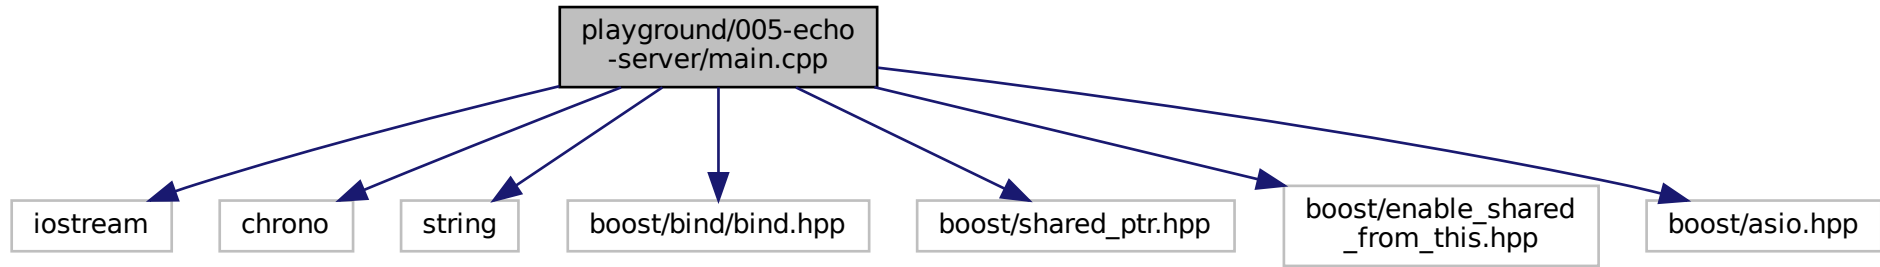 playground/005-echo
-server/main.cpp
iostream
chrono
string
boost/bind/bind.hpp
boost/shared_ptr.hpp
boost/enable_shared
_from_this.hpp
boost/asio.hpp